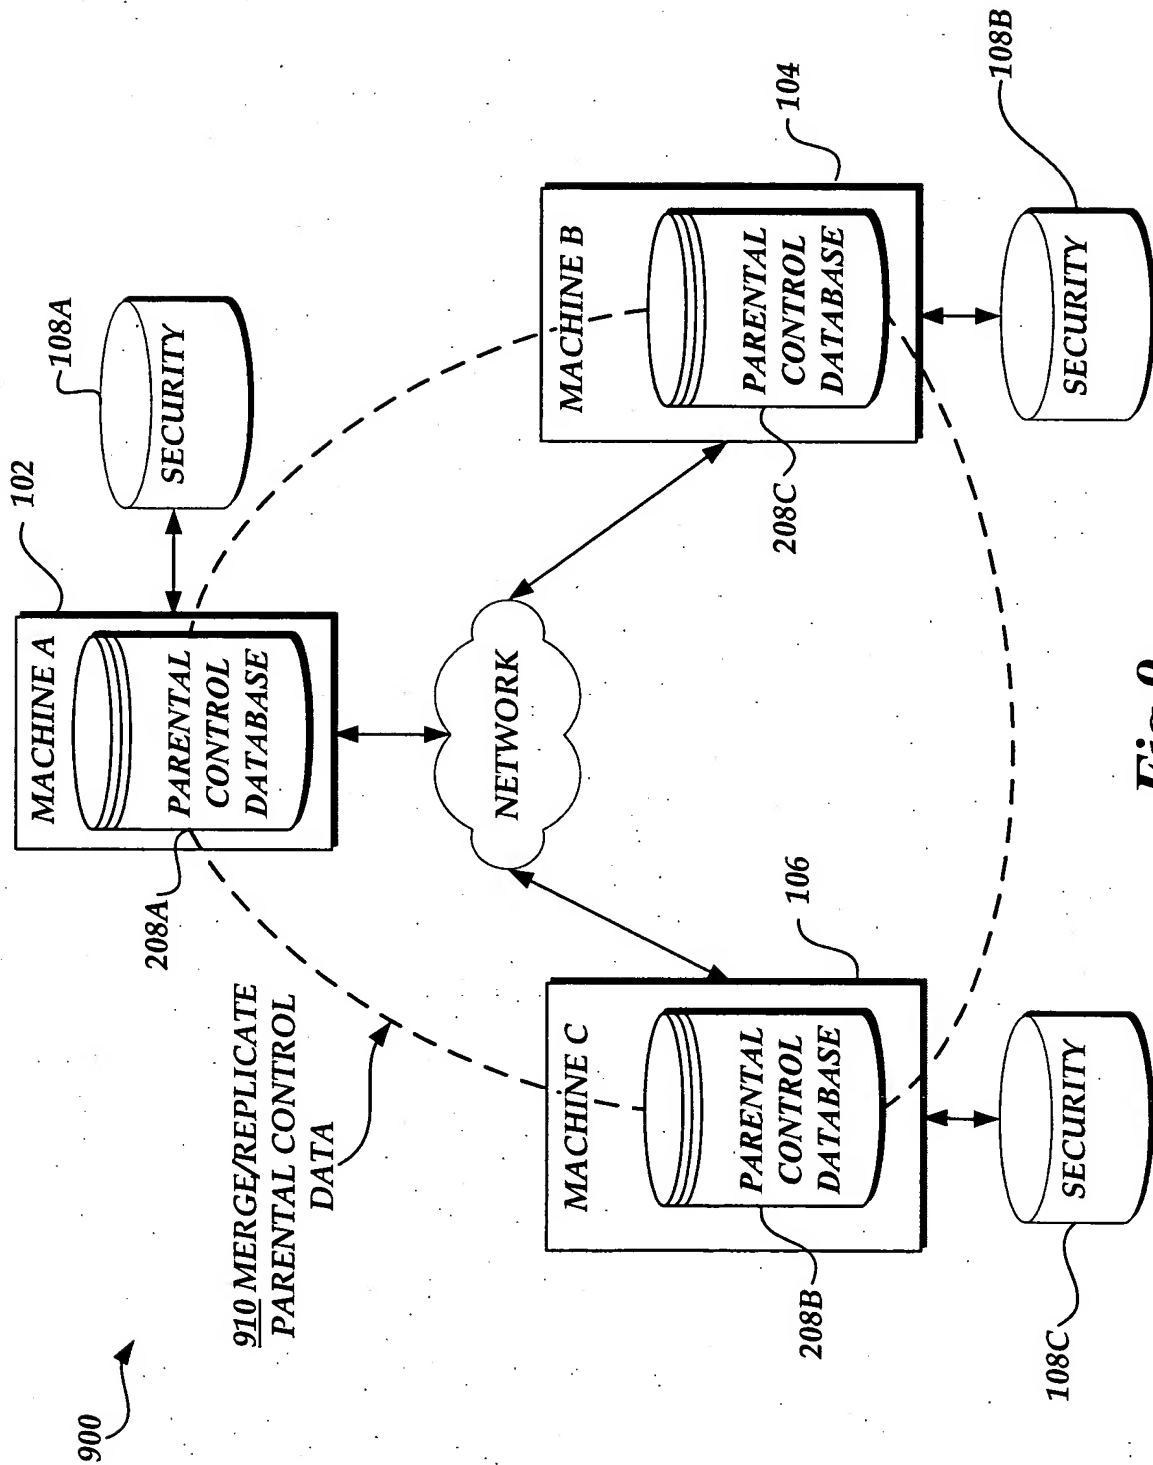 900
910 MERGE/REPLICATE
PARENTAL CONTROL
DATA
MACHINE A
PARENTAL
CONTROL
DATABASE
102
208A
108A
SECURITY
NETWORK
MACHINE C
PARENTAL
CONTROL
DATABASE
106
208B
MACHINE B
PARENTAL
CONTROL
DATABASE
104
208C
SECURITY
108C
SECURITY
108B
Fig.9